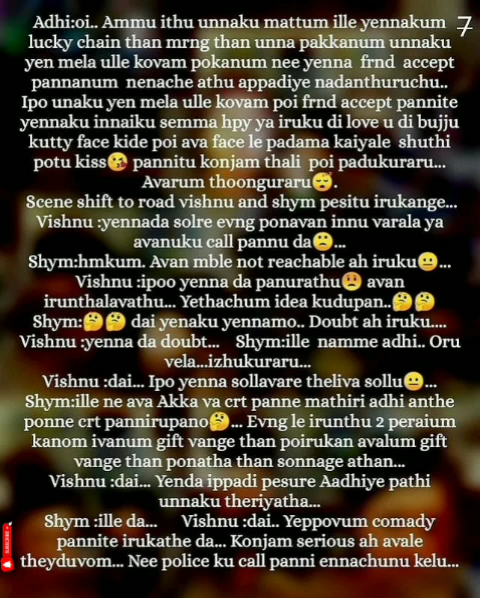 Adhi:oi.. Ammu ithu unnaku mattum ille yennakum 7
lucky chain than mrng than unna pakkanum unnaku
yen mela ulle kovam pokanum nee yenna frnd accept
pannanum nenache athu appadiye nadanthuruchu..
Ipo unaku yen mela ulle kovam poi frnd accept pannite
yennaku innaiku semma hpy ya iruku di love u di bujju
kutty face kide poi ava face le padama kaiyale shuthi
potu kiss😘 pannitu konjam thali poi padukuraru...
Avarum thoonguraru😴.
Scene shift to road vishnu and shym pesitu irukange...
Vishnu :yennada solre evng ponavan innu varala ya
avanuku call pannu da🙁...
Shym:hmkum. Avan mble not reachable ah iruku😐...
Vishnu :ipoo yenna da panurathu😟 avan
irunthalavathu... Yethachum idea kudupan..🤔🤔
Shym:🤔🤔 dai yenaku yennamo.. Doubt ah iruku....
Vishnu :yenna da doubt... Shym:ille namme adhi.. Oru
vela...izhukuraru...
Vishnu :dai... Ipo yenna sollavare theliva sollu😐...
Shym:ille ne ava Akka va crt panne mathiri adhi anthe
ponne crt pannirupano🤔... Evng le irunthu 2 peraium
kanom ivanum gift vange than poirukan avalum gift
vange than ponatha than sonnage athan...
Vishnu :dai... Yenda ippadi pesure Aadhiye pathi
unnaku theriyatha...
Shym :ille da... Vishnu :dai.. Yeppovum comady
pannite irukathe da... Konjam serious ah avale
theyduvom... Nee police ku call panni ennachunu kelu...